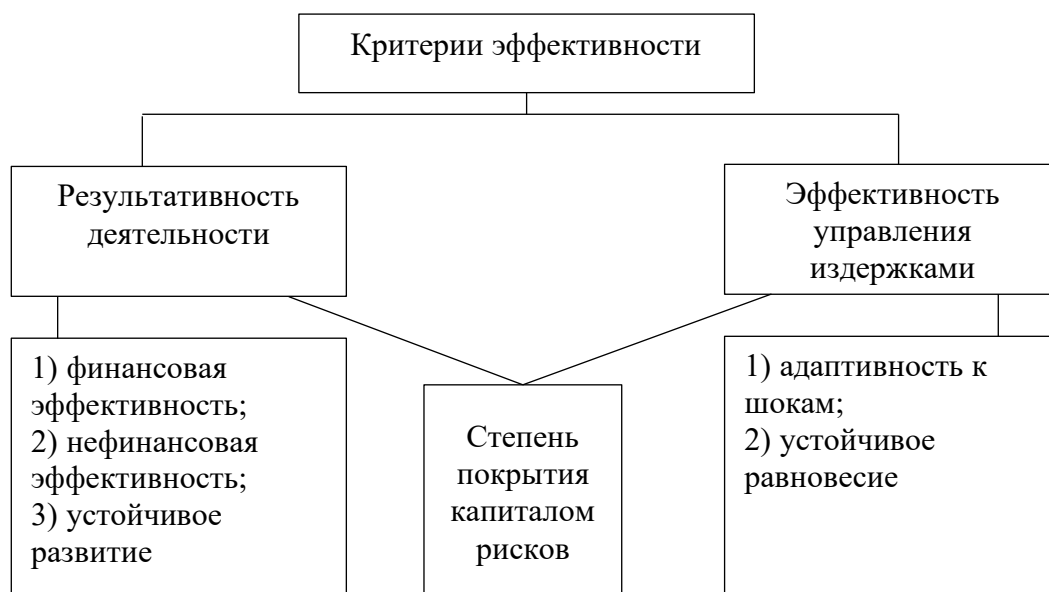 Критерии эффективности
Результативность
деятельности
Эффективность
управления
издержками
1) финансовая
эффективность;
2) нефинансовая
эффективность;
3) устойчивое
развитие
Степень
покрытия
капиталом
рисков
1) адаптивность к
шокам;
2) устойчивое
равновесие